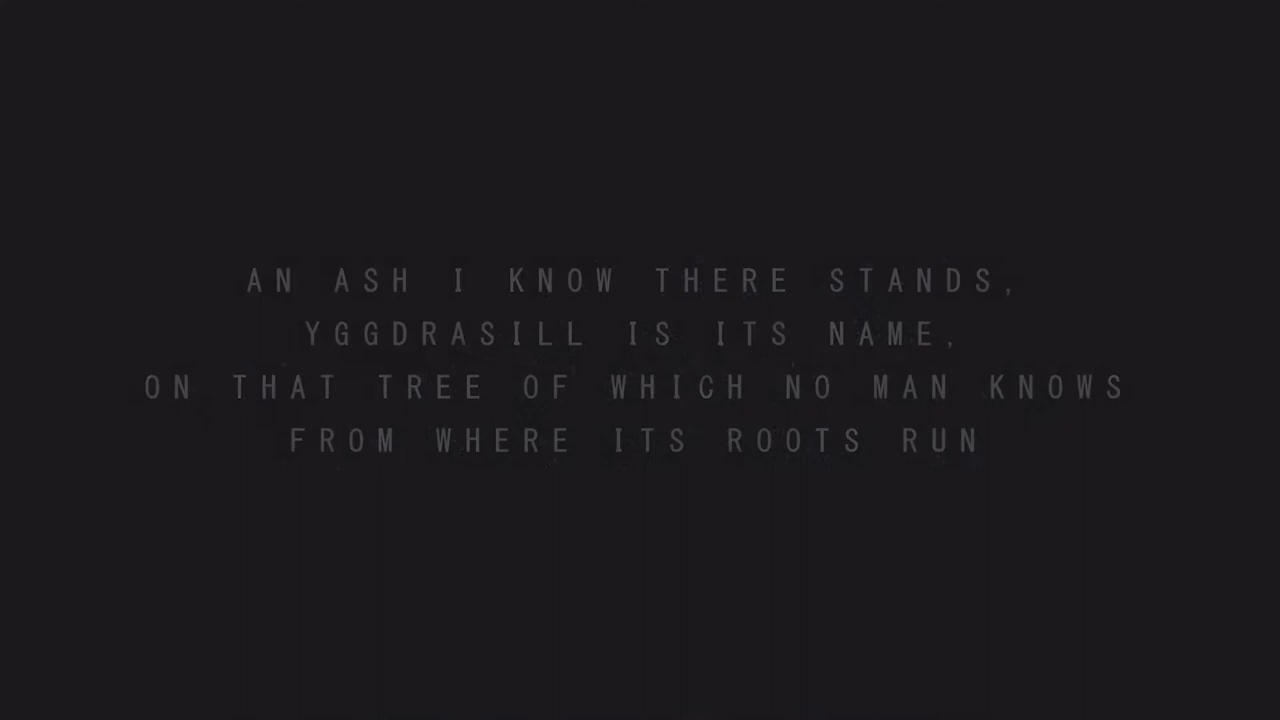 AN ASH I KNOW THERE STANDS,
YGGDRASILL IS ITS NAME,
ON THAT TREE OF WHICH NO MAN KNOWS
FROM WHERE ITS ROOTS RUN